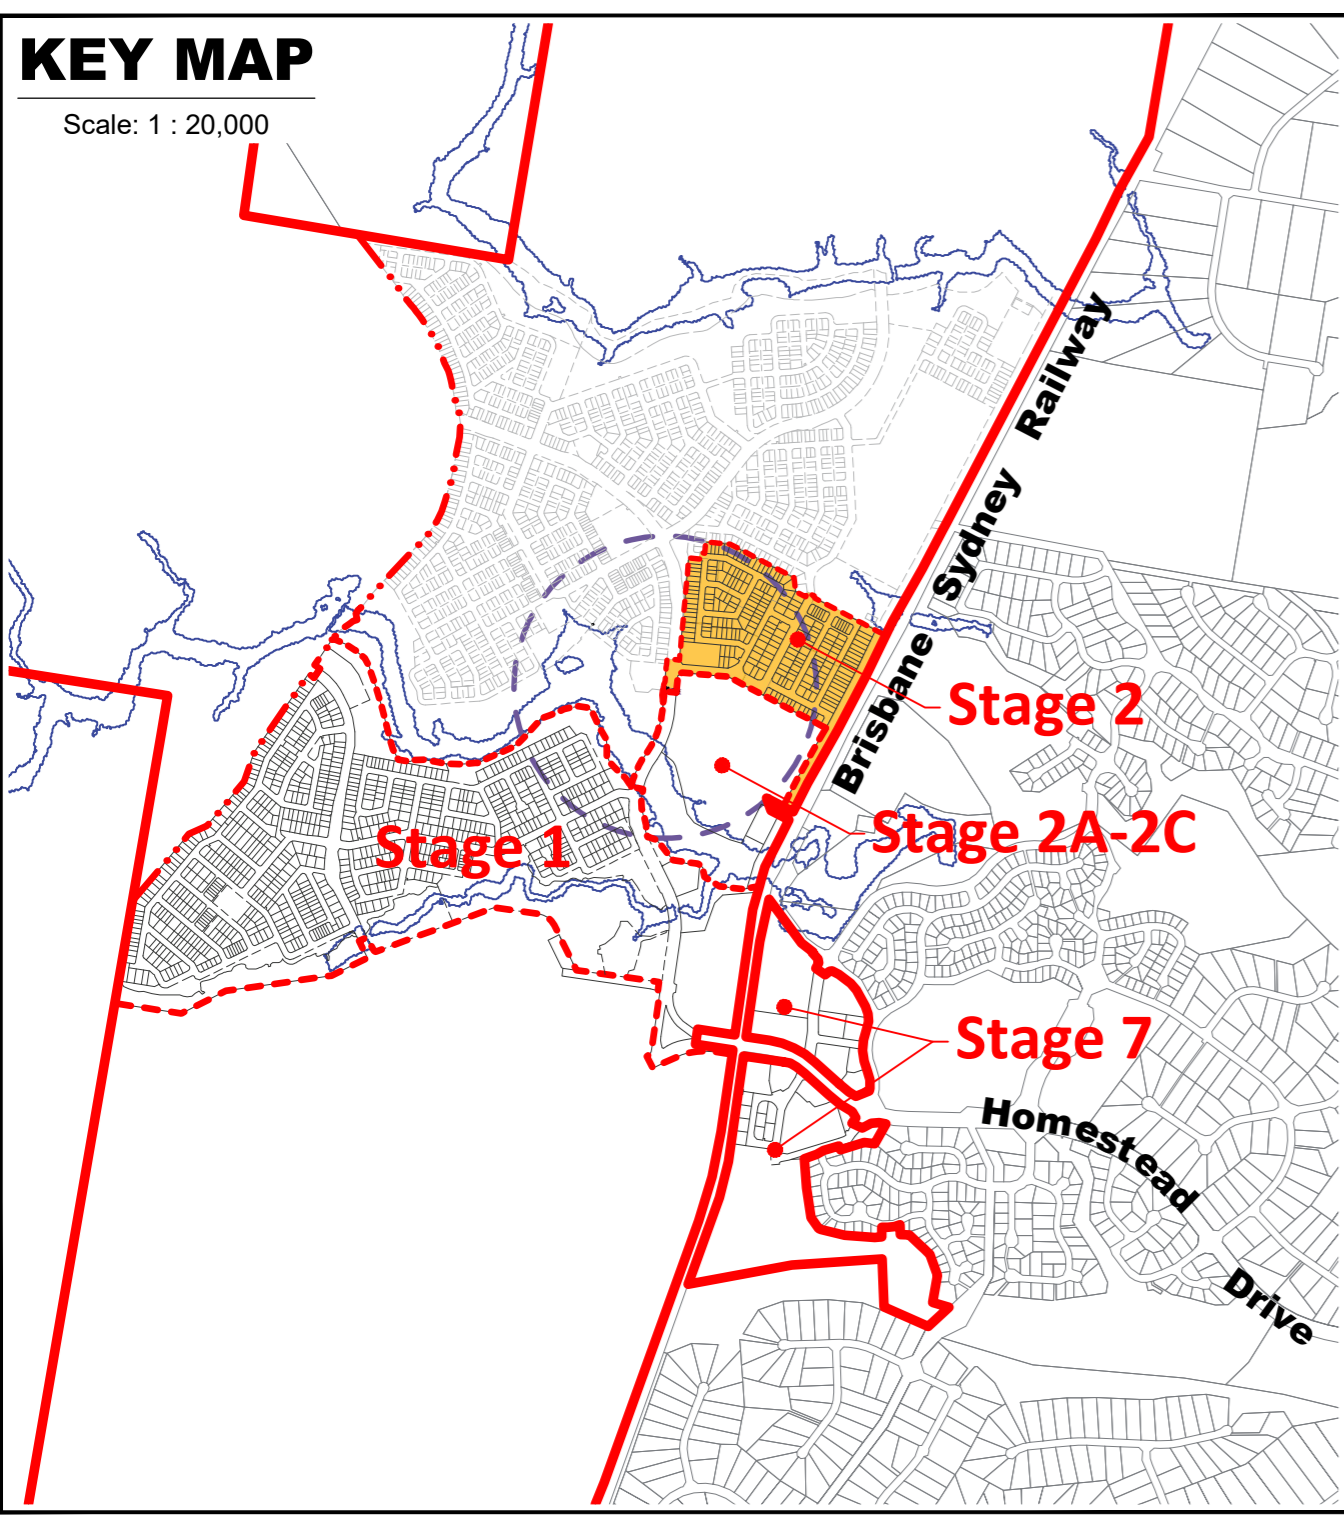 KEY MAP
Scale: 1 : 20,000
Brisbane Sydney Railway
Stage 2
Stage 2A-2C
Stage 1
Stage 7
Homestead Drive